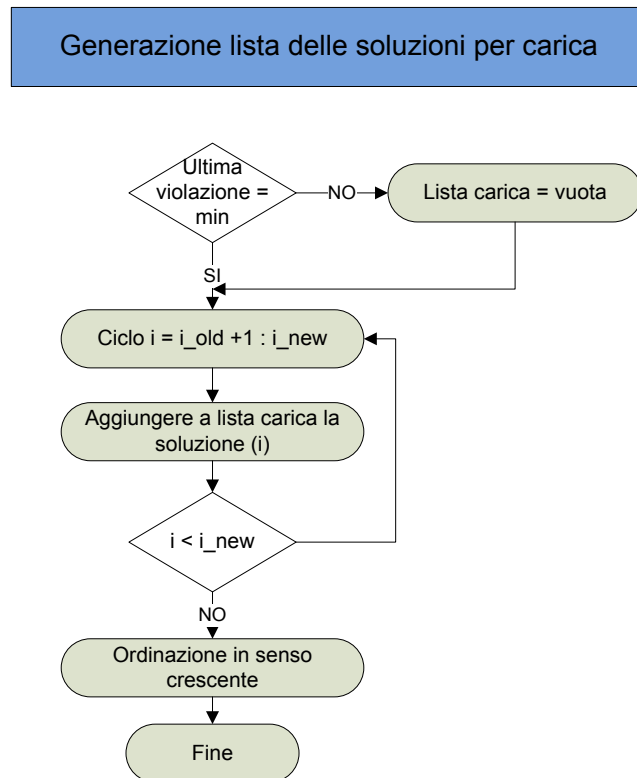 Generazione lista delle soluzioni per carica
Ultima
violazione =
min
NO
Lista carica = vuota
SI
Ciclo i = i_old +1 : i_new
Aggiungere a lista carica la
soluzione (i)
i < i_new
NO
Ordinazione in senso
crescente
Fine